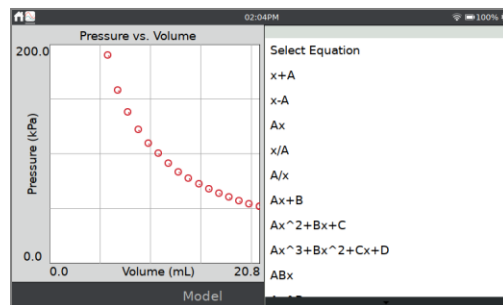 02:04PM
100%
Pressure vs. Volume
200.0
Pressure (kPa)
0.0
0.0
Volume (mL)
20.8
Model
Select Equation
x+A
x-A
Ax
x/A
A/x
Ax+B
Ax^2+Bx+C
Ax^3+Bx^2+Cx+D
ABx